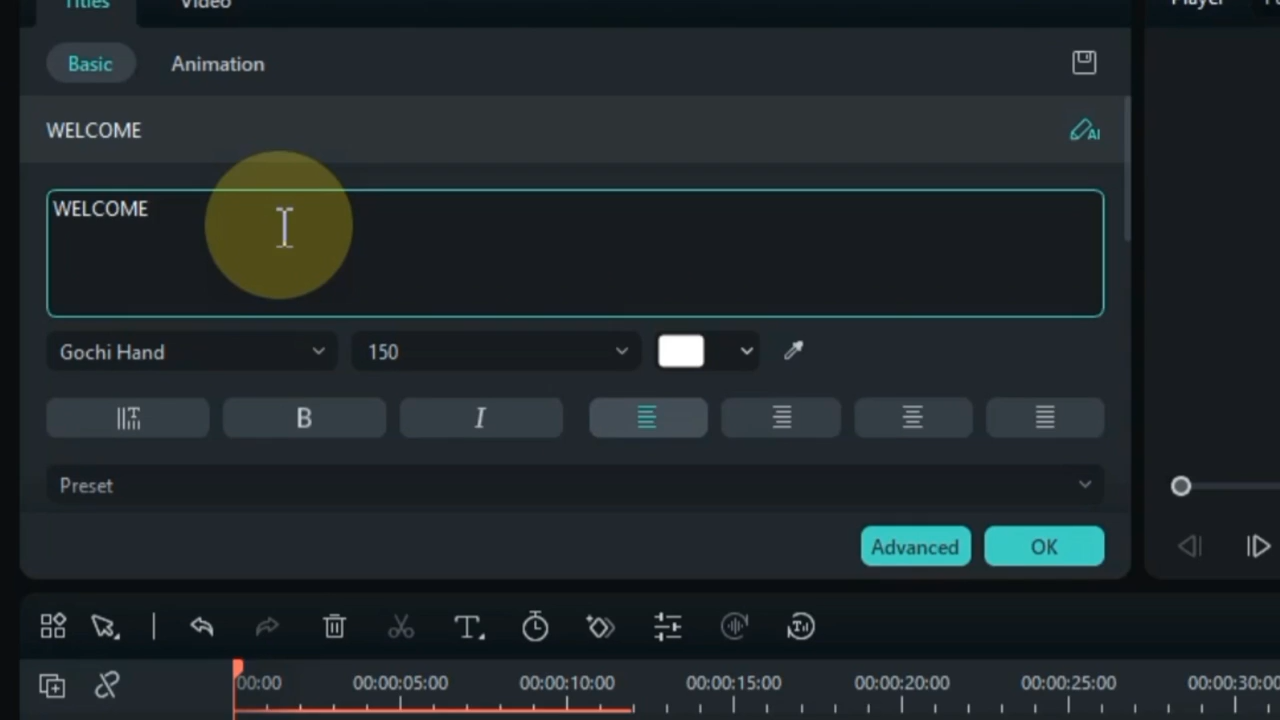 Titles Video
Player
Basic Animation
WELCOME AI
WELCOME
Gochi Hand 150
B I
Preset
Advanced OK
00:00 00:00:05:00 00:00:10:00 00:00:15:00 00:00:20:00 00:00:25:00 00:00:30:00